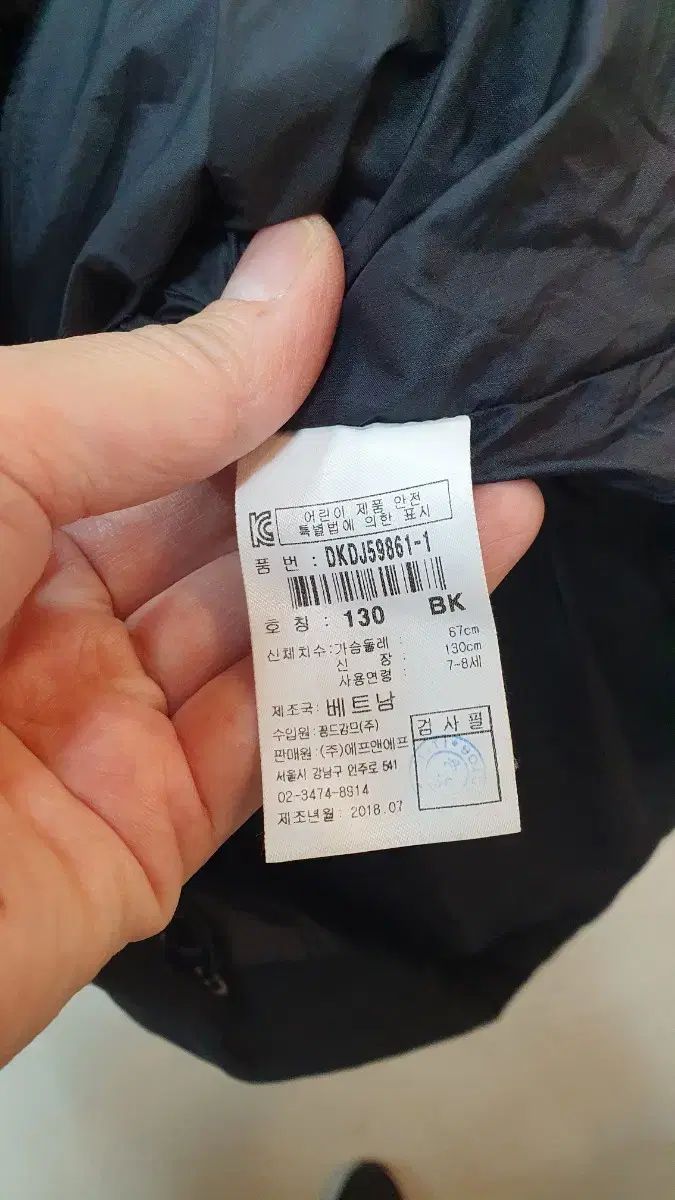 어린이 제품 안전
특별법에 의한 표시
품 번 : DKDJ59861-1
호 칭 : 130 BK
신체치수:가슴둘레 : 67cm
신 장 : 130cm
사용연령 : 7-8세
제조국: 베트남
수입원:꿈드감므(주)
판매원:(주)에프앤에프
서울시 강남구 언주로 541
02-3474-8914
제조년월: 2018.07
검 사 필